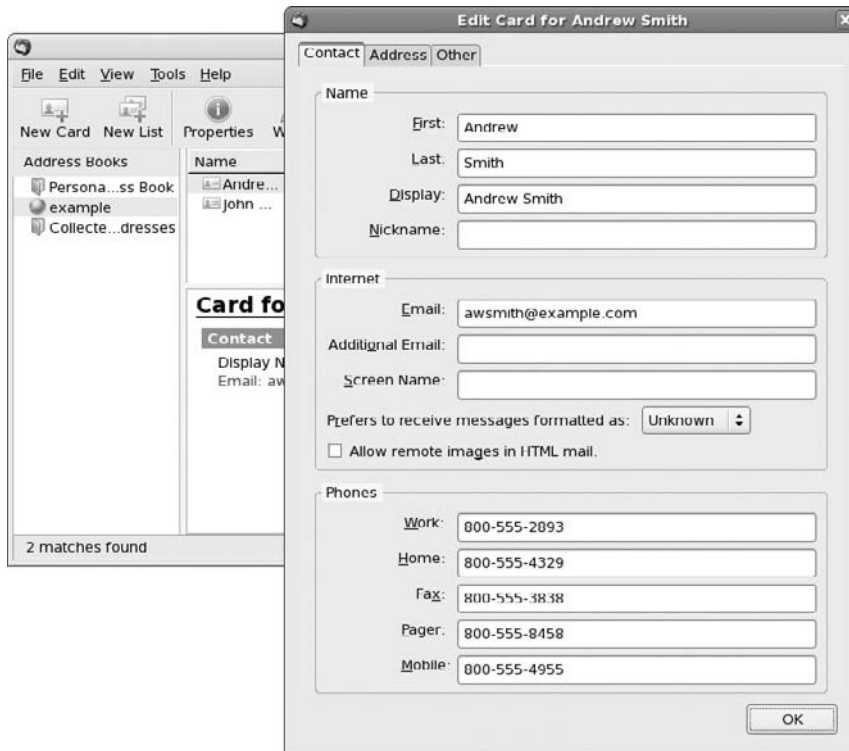 File Edit View Tools Help
New Card New List Properties
Address Books
Persona...ss Book
example
Collecte...dresses
Name
Andre...
John ...
Card fo
Contact
Display N
Email: aw
2 matches found
Edit Card for Andrew Smith
Contact Address Other
Name
First: Andrew
Last: Smith
Display: Andrew Smith
Nickname:
Internet
Email: awsmith@example.com
Additional Email:
Screen Name:
Prefers to receive messages formatted as: Unknown
Allow remote images in HTML mail.
Phones
Work: 800-555-2893
Home: 800-555-4329
Fax: 800-555-3838
Pager: 800-555-8458
Mobile: 800-555-4955
OK